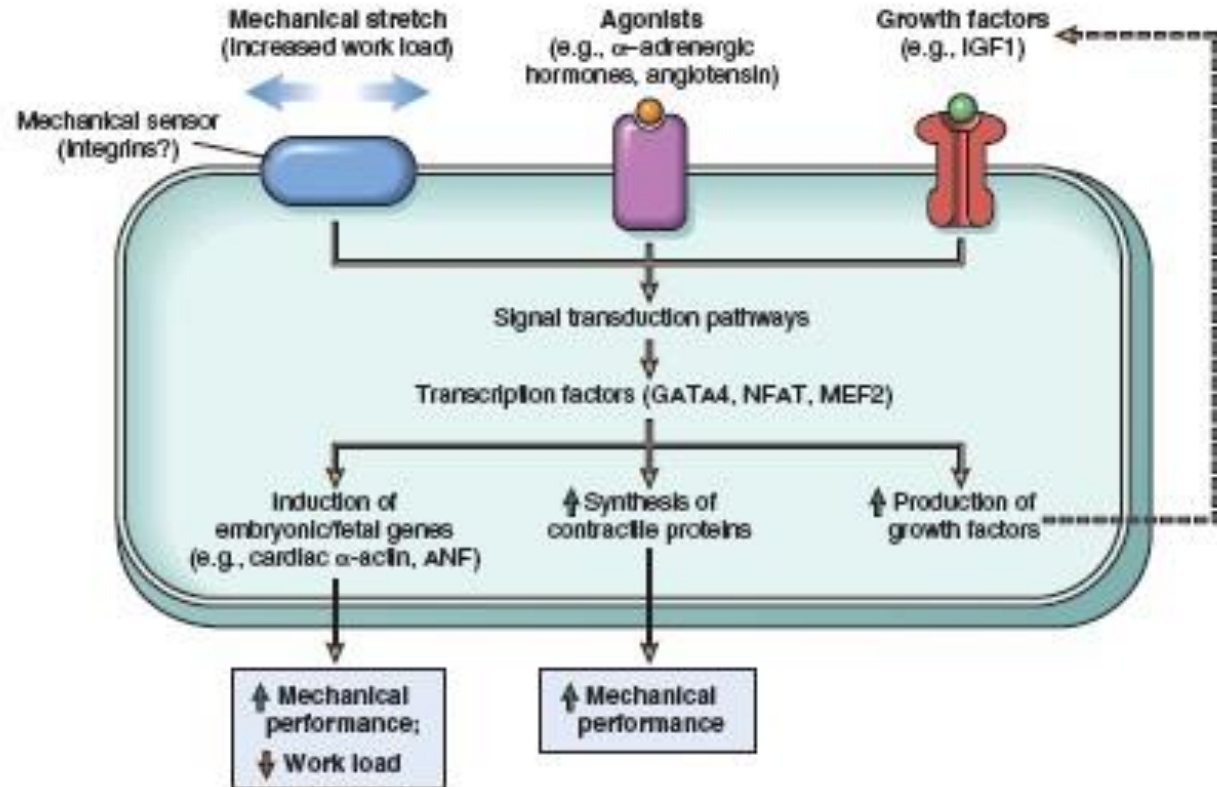 Mechanical stretch
(Increased work load)
Agonists
(e.g., α-adrenergic
hormones, angiotensin)
Growth factors
(e.g., IGF1)
Mechanical sensor
(Integrins?)
Signal transduction pathways
Transcription factors (GATA4, NFAT, MEF2)
Induction of
embryonic/fetal genes
(e.g., cardiac α-actin, ANF)
Synthesis of
contractile proteins
Production of
growth factors
Mechanical
performance;
Work load
Mechanical
performance